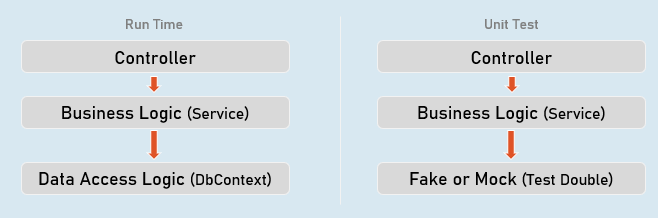 Run Time
Controller
Business Logic (Service)
Data Access Logic (DbContext)
Unit Test
Controller
Business Logic (Service)
Fake or Mock (Test Double)